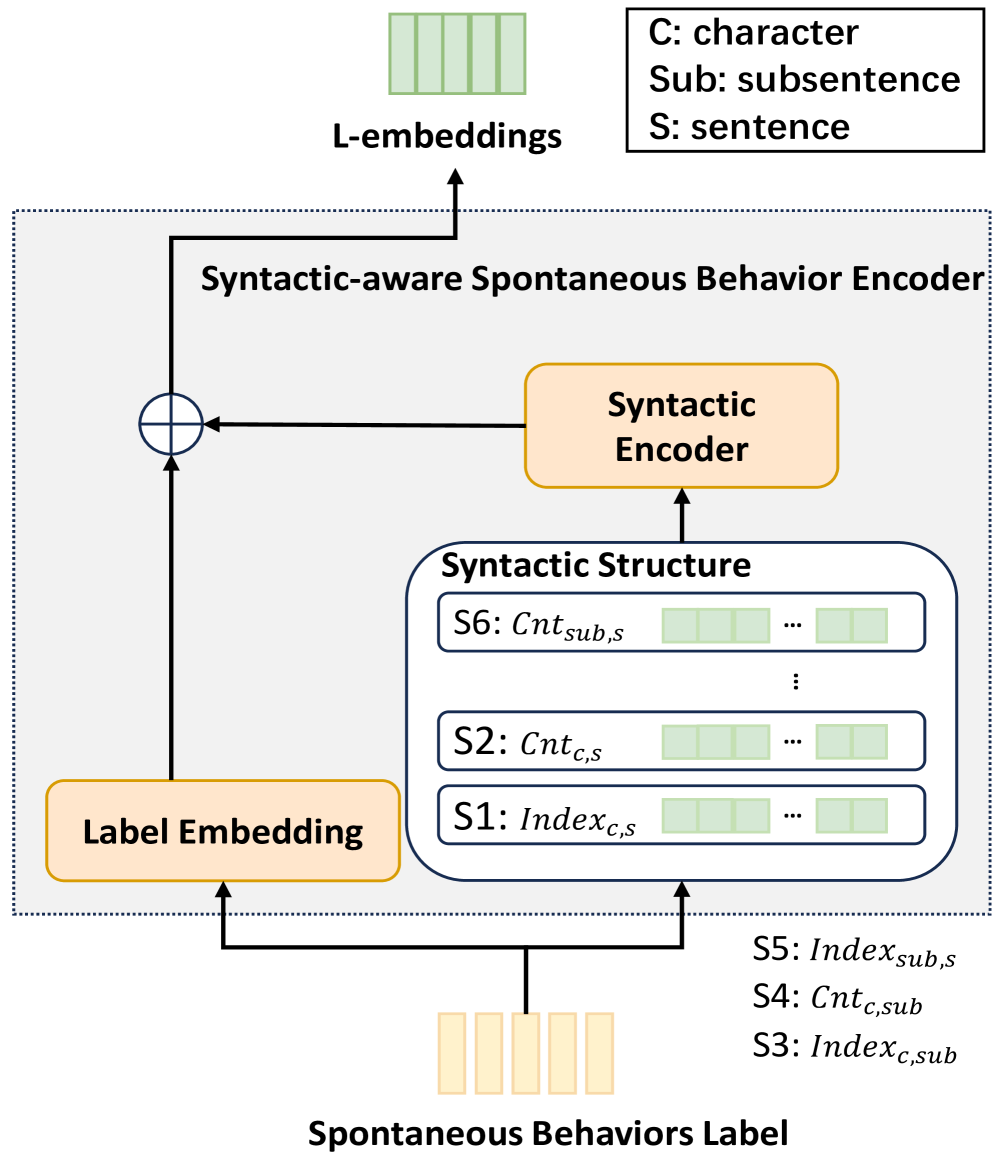 C: character
Sub: subsentence
S: sentence
L-embeddings
Syntactic-aware Spontaneous Behavior Encoder
Syntactic
Encoder
Syntactic Structure
S6: Cnt_{sub,s} ...
...
S2: Cnt_{c,s} ...
S1: Index_{c,s} ...
Label Embedding
S5: Index_{sub,s}
S4: Cnt_{c,sub}
S3: Index_{c,sub}
Spontaneous Behaviors Label